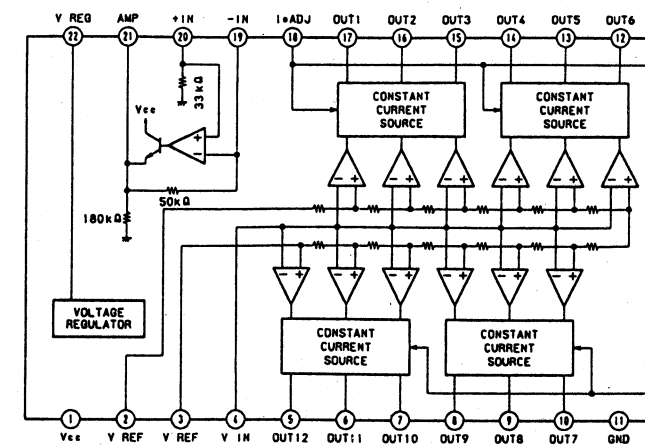 V REG AMP +IN -IN IoADJ OUT1 OUT2 OUT3 OUT4 OUT5 OUT6
22 21 20 19 18 17 16 15 14 13 12
33kΩ
Vcc
+
-
50kΩ
180kΩ
CONSTANT
CURRENT
SOURCE
CONSTANT
CURRENT
SOURCE
- + - + - + - + - + - +
- + - + - + - + - + - +
VOLTAGE
REGULATOR
CONSTANT
CURRENT
SOURCE
CONSTANT
CURRENT
SOURCE
1 2 3 4 5 6 7 8 9 10 11
Vcc V REF V REF V IN OUT12 OUT11 OUT10 OUT9 OUT8 OUT7 GND